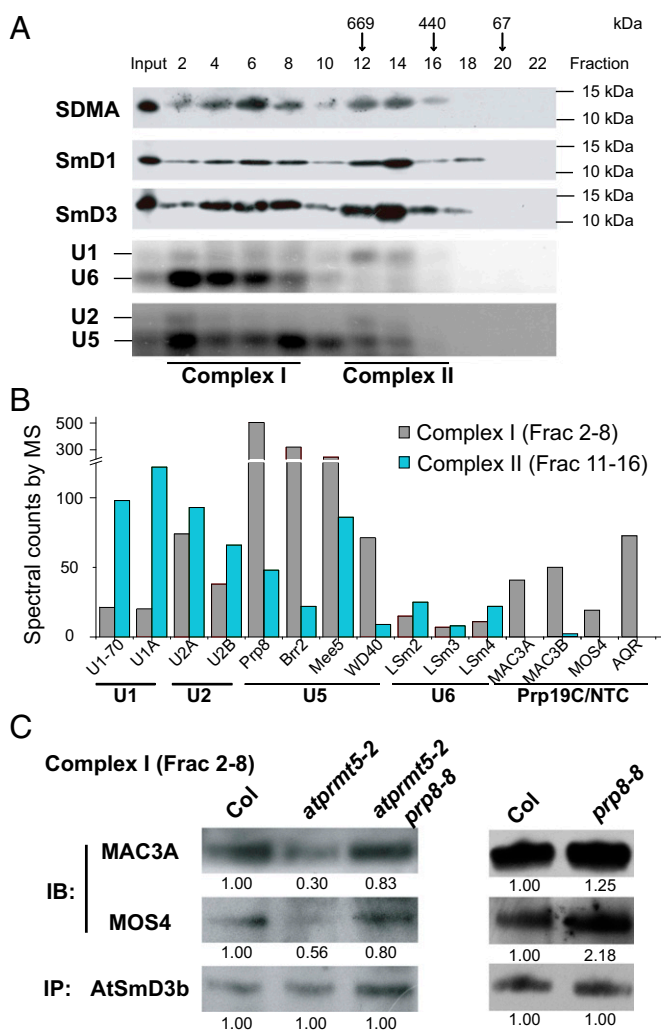 A
669 440 67 kDa
Input 2 4 6 8 10 12 14 16 18 20 22 Fraction
SDMA
15 kDa
10 kDa
SmD1
15 kDa
10 kDa
SmD3
15 kDa
10 kDa
U1
U6
U2
U5
Complex I Complex II
B
Spectral counts by MS
500
300
100
50
0
Complex I (Frac 2-8)
Complex II (Frac 11-16)
U1-70 U1A U2A U2B Prp8 Brr2 Mee5 WD40 LSm2 LSm3 LSm4 MAC3A MAC3B MOS4 AQR
U1 U2 U5 U6 Prp19C/NTC
C
Complex I (Frac 2-8)
Col atprmt5-2 atprmt5-2 prp8-8 Col prp8-8
IB:
MAC3A
1.00 0.30 0.83 1.00 1.25
MOS4
1.00 0.56 0.80 1.00 2.18
IP: AtSmD3b
1.00 1.00 1.00 1.00 1.00